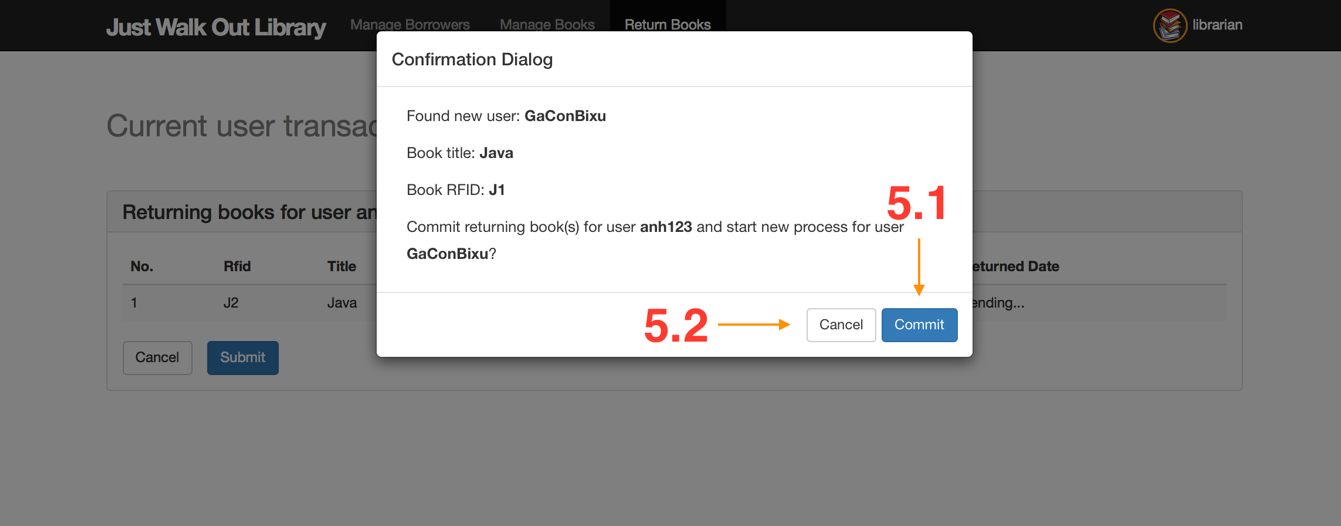 Just Walk Out Library Manage Borrowers Manage Books Return Books librarian
Confirmation Dialog
Found new user: GaConBixu
Current user transac
Book title: Java
Book RFID: J1
5.1
Returning books for user an
Commit returning book(s) for user anh123 and start new process for user
GaConBixu?
No. Rfid Title eturned Date
1 J2 Java ending...
5.2 Cancel Commit
Cancel Submit